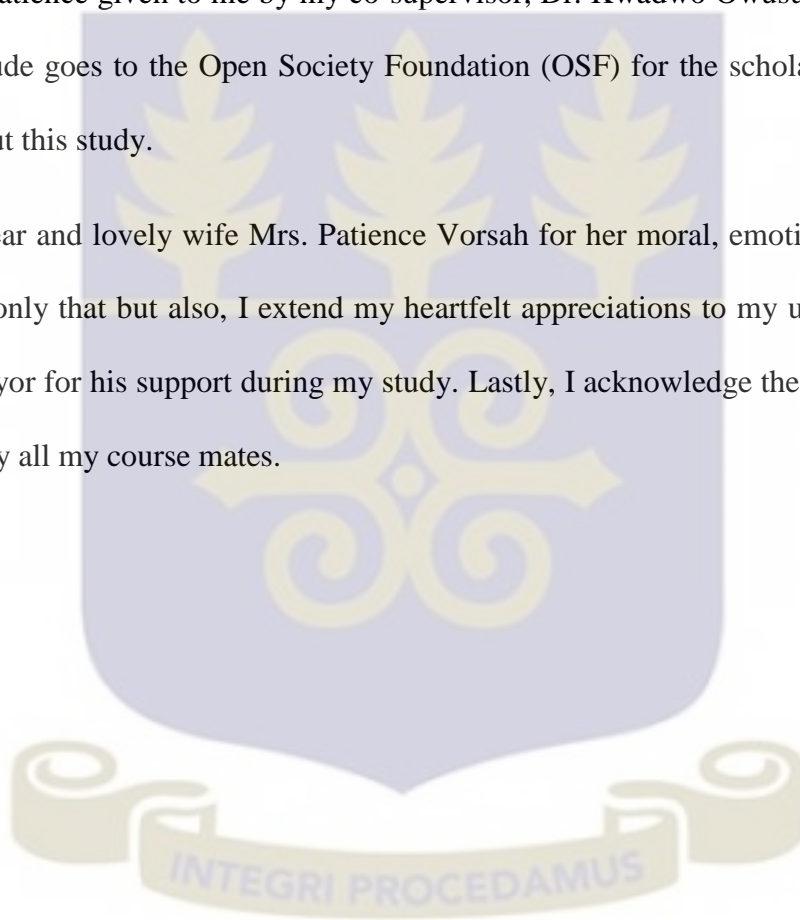 atience given to me by my co-supervisor, Dr. Kwadwo Owusu
ude goes to the Open Society Foundation (OSF) for the schola
ut this study.
ear and lovely wife Mrs. Patience Vorsah for her moral, emoti
only that but also, I extend my heartfelt appreciations to my u
yor for his support during my study. Lastly, I acknowledge the
y all my course mates.
INTEGRI PROCEDAMUS